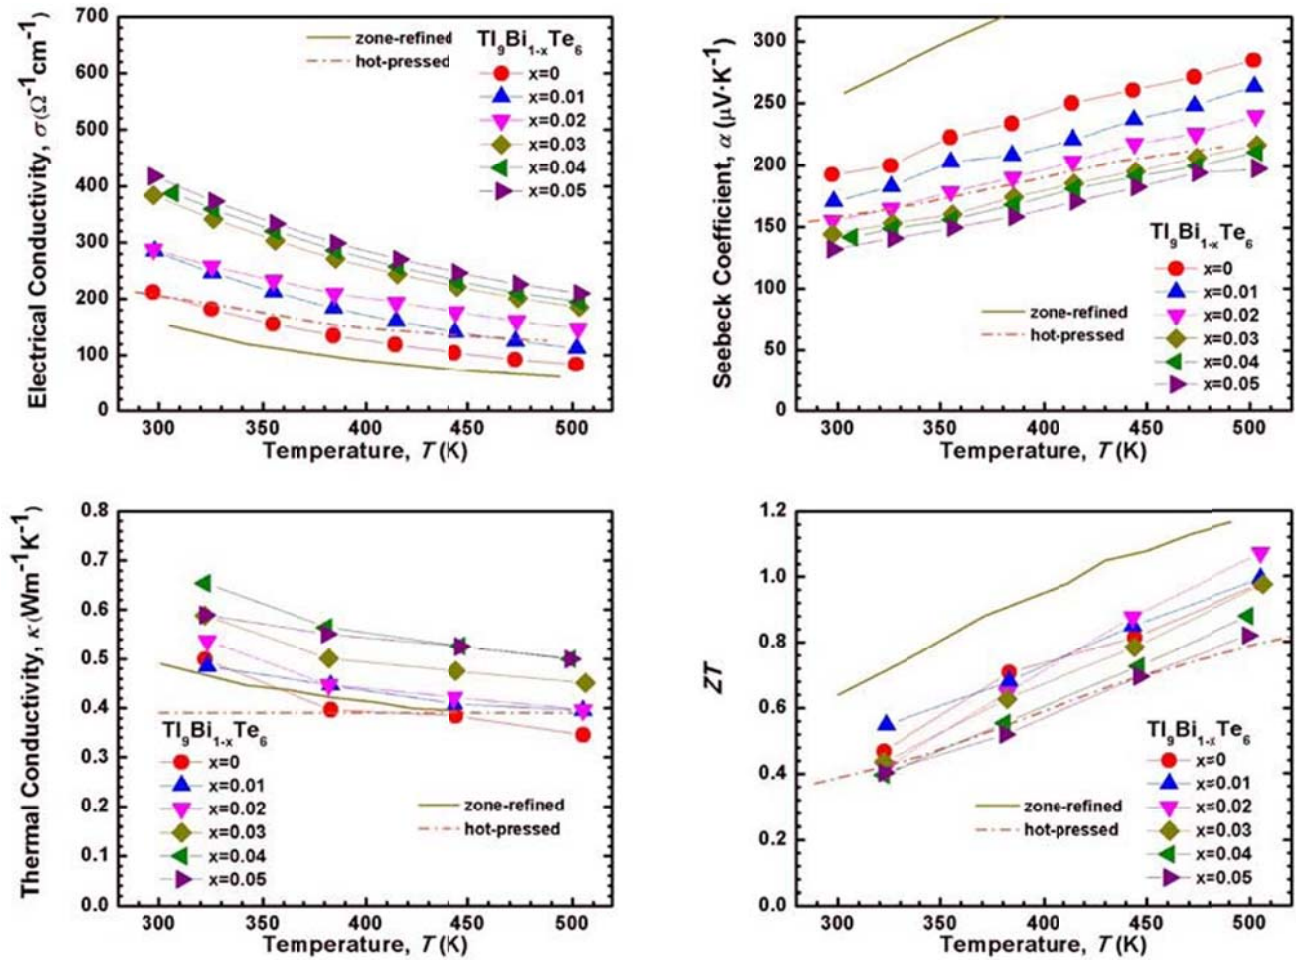 700
600
500
400
300
200
100
0
Electrical Conductivity, σ (Ω⁻¹cm⁻¹)
zone-refined
hot-pressed
Tl₉Bi₁₋ₓTe₆
x=0
x=0.01
x=0.02
x=0.03
x=0.04
x=0.05
300 350 400 450 500
Temperature, T (K)
300
250
200
150
100
50
0
Seebeck Coefficient, α (μV·K⁻¹)
Tl₉Bi₁₋ₓTe₆
x=0
x=0.01
x=0.02
x=0.03
x=0.04
x=0.05
zone-refined
hot-pressed
300 350 400 450 500
Temperature, T (K)
0.8
0.7
0.6
0.5
0.4
0.3
0.2
0.1
0.0
Thermal Conductivity, κ (Wm⁻¹K⁻¹)
Tl₉Bi₁₋ₓTe₆
x=0
x=0.01
x=0.02
x=0.03
x=0.04
x=0.05
zone-refined
hot-pressed
300 350 400 450 500
Temperature, T (K)
1.2
1.0
0.8
0.6
0.4
0.2
0.0
ZT
Tl₉Bi₁₋ₓTe₆
x=0
x=0.01
x=0.02
x=0.03
x=0.04
x=0.05
zone-refined
hot-pressed
300 350 400 450 500
Temperature, T (K)